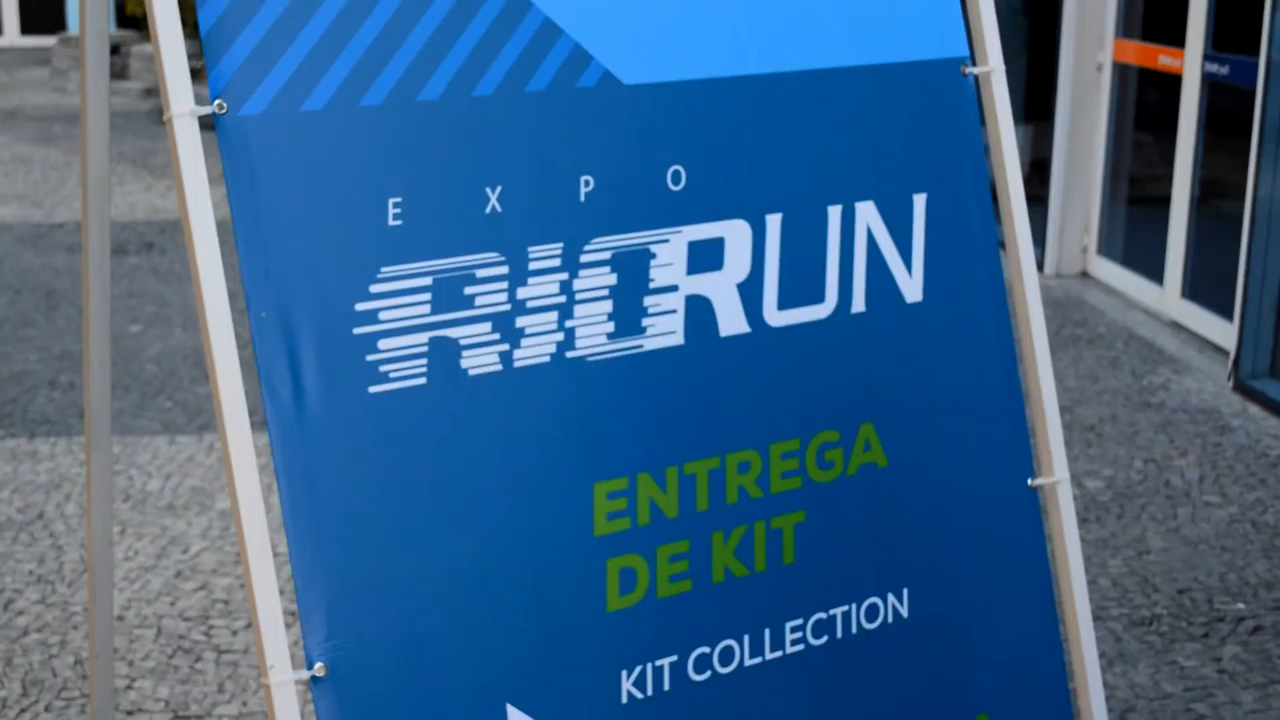 EXPO
RIORUN
ENTREGA
DE KIT
KIT COLLECTION